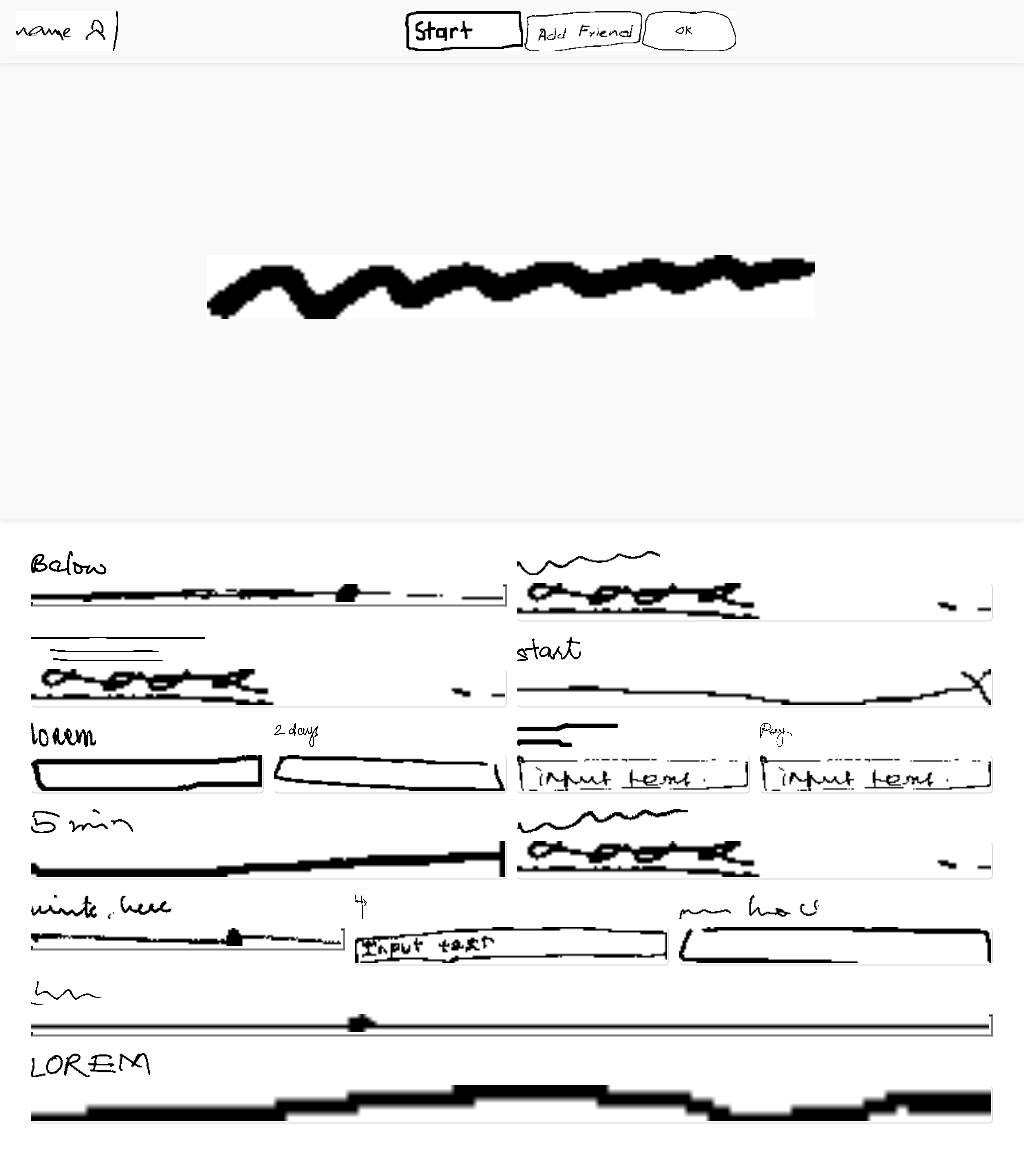 name
Start Add Friend OK
Below
start
lorem 2 days Pay
input text. input text.
5 min
write here
Input text
LOREM